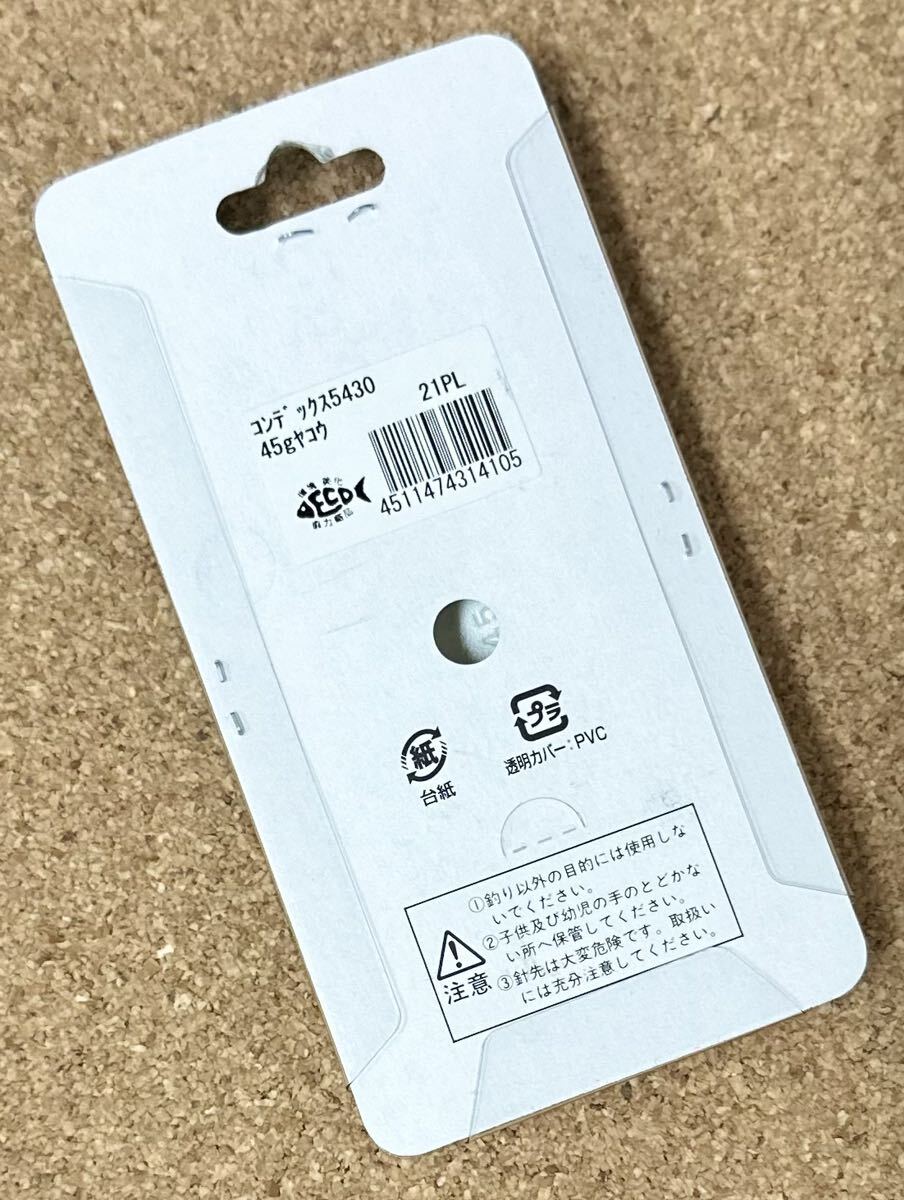 コンデックス5430 21PL
45gヤコウ
4511474314105
DECO
紙
台紙
プラ
透明カバー:PVC
①釣り以外の目的には使用しな
いでください。
②子供及び幼児の手のとどかな
い所へ保管してください。
③針先は大変危険です。取扱い
には充分注意してください。
注意